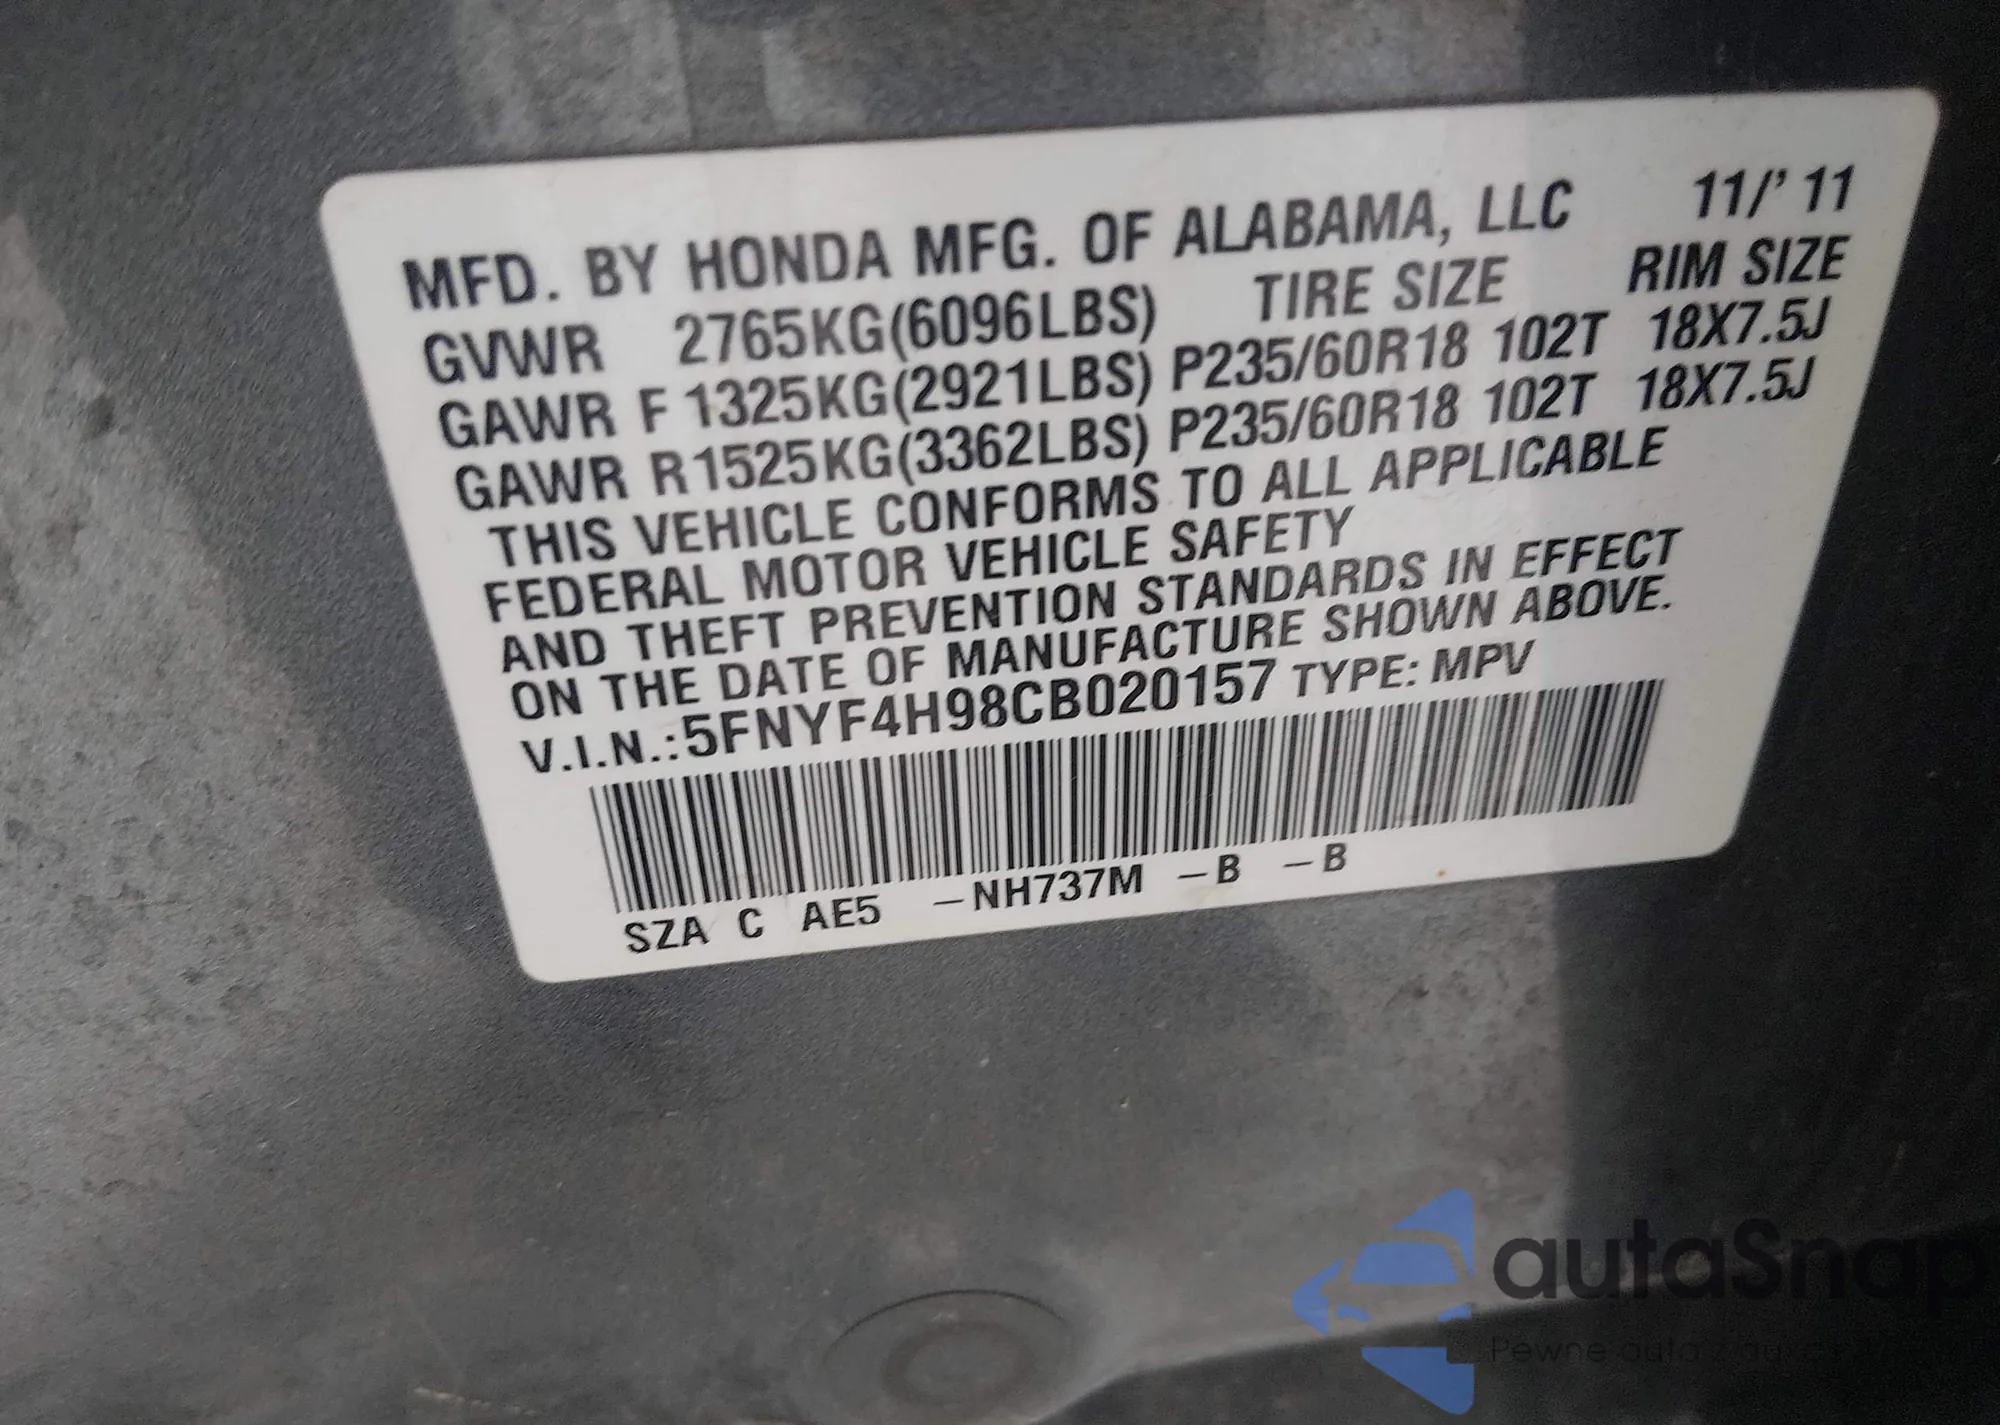 MFD. BY HONDA MFG. OF ALABAMA, LLC 11/'11
GVWR 2765KG(6096LBS) TIRE SIZE RIM SIZE
GAWR F 1325KG(2921LBS) P235/60R18 102T 18X7.5J
GAWR R1525KG(3362LBS) P235/60R18 102T 18X7.5J
THIS VEHICLE CONFORMS TO ALL APPLICABLE
FEDERAL MOTOR VEHICLE SAFETY
AND THEFT PREVENTION STANDARDS IN EFFECT
ON THE DATE OF MANUFACTURE SHOWN ABOVE.
V.I.N.:5FNYF4H98CB020157 TYPE: MPV
SZA C AE5 -NH737M -B -B
autaSnap
Pewne auto z